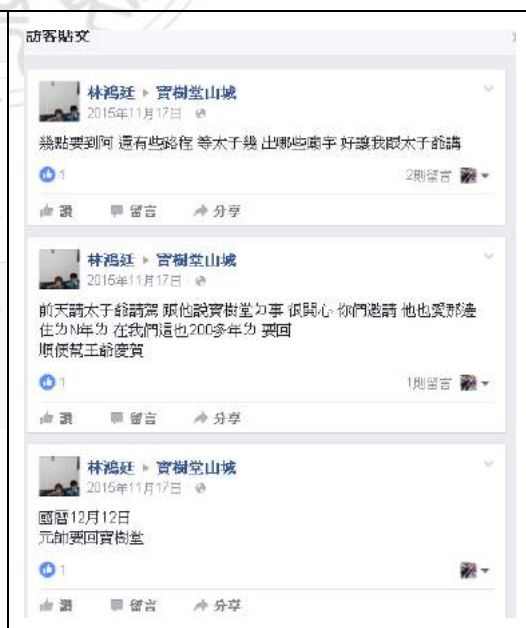 訪客貼文
林鴻廷 ▸ 寶樹堂山城
2015年11月17日
幾點要到阿 還有些路程 等太子幾 出哪些廟宇 好讓我跟太子爺講
1
2則留言
讚 留言 分享
林鴻廷 ▸ 寶樹堂山城
2015年11月17日
前天請太子爺請駕 跟他說寶樹堂ㄉ事 很開心 你們邀請 他也愛那邊
住ㄉN年ㄉ 在我們這也200多年ㄉ 要回
順便幫王爺慶賀
1
1則留言
讚 留言 分享
林鴻廷 ▸ 寶樹堂山城
2015年11月17日
國曆12月12日
元帥要回寶樹堂
1
讚 留言 分享